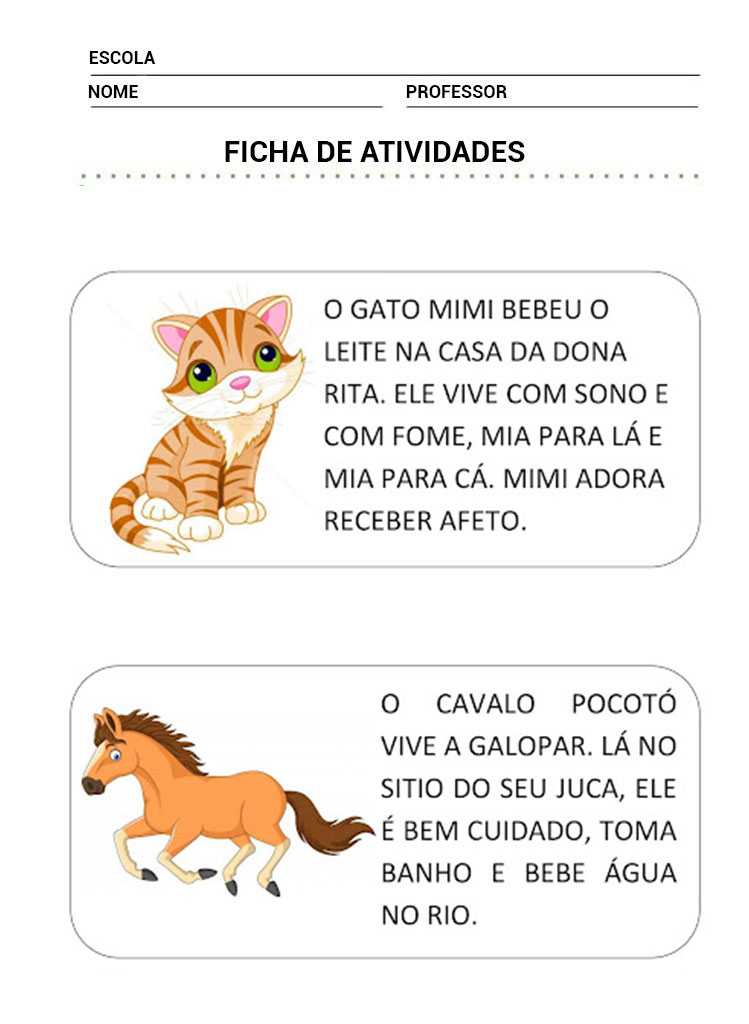 ESCOLA
NOME PROFESSOR
FICHA DE ATIVIDADES
O GATO MIMI BEBEU O
LEITE NA CASA DA DONA
RITA. ELE VIVE COM SONO E
COM FOME, MIA PARA LÁ E
MIA PARA CÁ. MIMI ADORA
RECEBER AFETO.
O CAVALO POCOTÓ
VIVE A GALOPAR. LÁ NO
SITIO DO SEU JUCA, ELE
É BEM CUIDADO, TOMA
BANHO E BEBE ÁGUA
NO RIO.